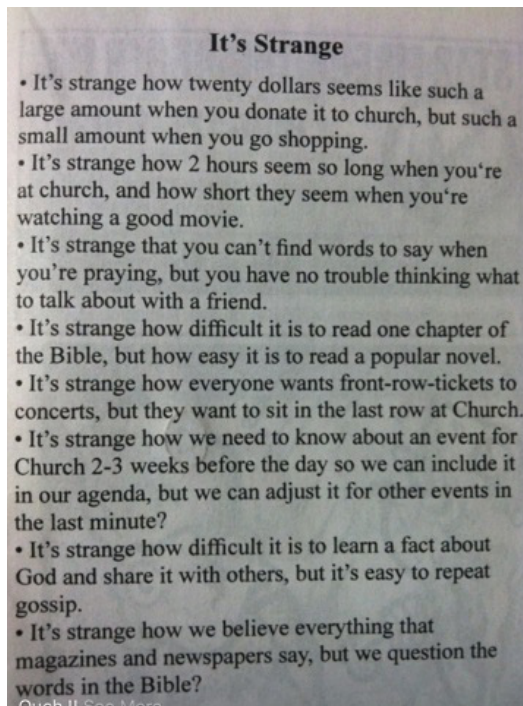 It's Strange
• It's strange how twenty dollars seems like such a
large amount when you donate it to church, but such a
small amount when you go shopping.
• It's strange how 2 hours seem so long when you‘re
at church, and how short they seem when you‘re
watching a good movie.
• It's strange that you can't find words to say when
you're praying, but you have no trouble thinking what
to talk about with a friend.
• It's strange how difficult it is to read one chapter of
the Bible, but how easy it is to read a popular novel.
• It's strange how everyone wants front-row-tickets to
concerts, but they want to sit in the last row at Church.
• It's strange how we need to know about an event for
Church 2-3 weeks before the day so we can include it
in our agenda, but we can adjust it for other events in
the last minute?
• It's strange how difficult it is to learn a fact about
God and share it with others, but it's easy to repeat
gossip.
• It's strange how we believe everything that
magazines and newspapers say, but we question the
words in the Bible?
Ouch !! See More